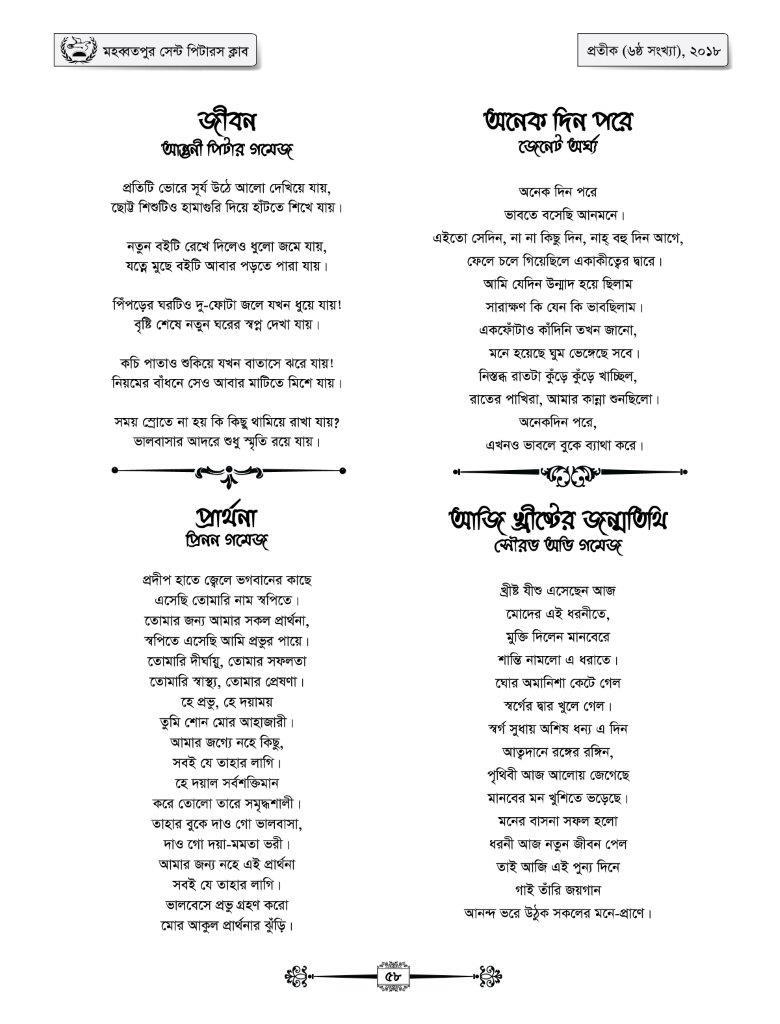 মহব্বতপুর সেন্ট পিটারস ক্লাব
প্রতীক (৬ষ্ঠ সংখ্যা), ২০১৮
জীবন
আন্তনী পিটার গমেজ
প্রতিটি ভোরে সূর্য উঠে আলো দেখিয়ে যায়,
ছোট্ট শিশুটিও হামাগুরি দিয়ে হাঁটতে শিখে যায়।
নতুন বইটি রেখে দিলেও ধুলো জমে যায়,
যত্নে মুছে বইটি আবার পড়তে পারা যায়।
পিঁপড়ের ঘরটিও দু-ফোটা জলে যখন ধুয়ে যায়!
বৃষ্টি শেষে নতুন ঘরের স্বপ্ন দেখা যায়।
কচি পাতাও শুকিয়ে যখন বাতাসে ঝরে যায়!
নিয়মের বাঁধনে সেও আবার মাটিতে মিশে যায়।
সময় স্রোতে না হয় কি কিছু থামিয়ে রাখা যায়?
ভালবাসার আদরে শুধু স্মৃতি রয়ে যায়।
অনেক দিন পরে
জেনেট অর্ঘ্য
অনেক দিন পরে
ভাবতে বসেছি আনমনে।
এইতো সেদিন, না না কিছু দিন, নাহ্ বহু দিন আগে,
ফেলে চলে গিয়েছিলে একাকীত্বের দ্বারে।
আমি যেদিন উন্মাদ হয়ে ছিলাম
সারাক্ষণ কি যেন কি ভাবছিলাম।
একফোঁটাও কাঁদিনি তখন জানো,
মনে হয়েছে ঘুম ভেঙ্গেছে সবে।
নিস্তব্ধ রাতটা কুঁড়ে কুঁড়ে খাচ্ছিল,
রাতের পাখিরা, আমার কান্না শুনছিলো।
অনেকদিন পরে,
এখনও ভাবলে বুকে ব্যাথা করে।
প্রার্থনা
প্রিনন গমেজ
প্রদীপ হাতে জ্বেলে ভগবানের কাছে
এসেছি তোমারি নাম স্বপিতে।
তোমার জন্য আমার সকল প্রার্থনা,
স্বপিতে এসেছি আমি প্রভুর পায়ে।
তোমারি দীর্ঘায়ু, তোমার সফলতা
তোমারি স্বাস্থ্য, তোমার প্রেষণা।
হে প্রভু, হে দয়াময়
তুমি শোন মোর আহাজারী।
আমার জগ্যে নহে কিছু,
সবই যে তাহার লাগি।
হে দয়াল সর্বশক্তিমান
করে তোলো তারে সমৃদ্ধশালী।
তাহার বুকে দাও গো ভালবাসা,
দাও গো দয়া-মমতা ভরী।
আমার জন্য নহে এই প্রার্থনা
সবই যে তাহার লাগি।
ভালবেসে প্রভু গ্রহণ করো
মোর আকুল প্রার্থনার ঝুঁড়ি।
আজি খ্রীষ্টের জন্মতিথি
সৌরভ অভি গমেজ
খ্রীষ্ট যীশু এসেছেন আজ
মোদের এই ধরনীতে,
মুক্তি দিলেন মানবেরে
শান্তি নামলো এ ধরাতে।
ঘোর অমানিশা কেটে গেল
স্বর্গের দ্বার খুলে গেল।
স্বর্গ সুধায় অশিষ ধন্য এ দিন
আত্বদানে রঙ্গের রঙ্গিন,
পৃথিবী আজ আলোয় জেগেছে
মানবের মন খুশিতে ভড়েছে।
মনের বাসনা সফল হলো
ধরনী আজ নতুন জীবন পেল
তাই আজি এই পুন্য দিনে
গাই তাঁরি জয়গান
আনন্দ ভরে উঠুক সকলের মনে-প্রাণে।
৫৮